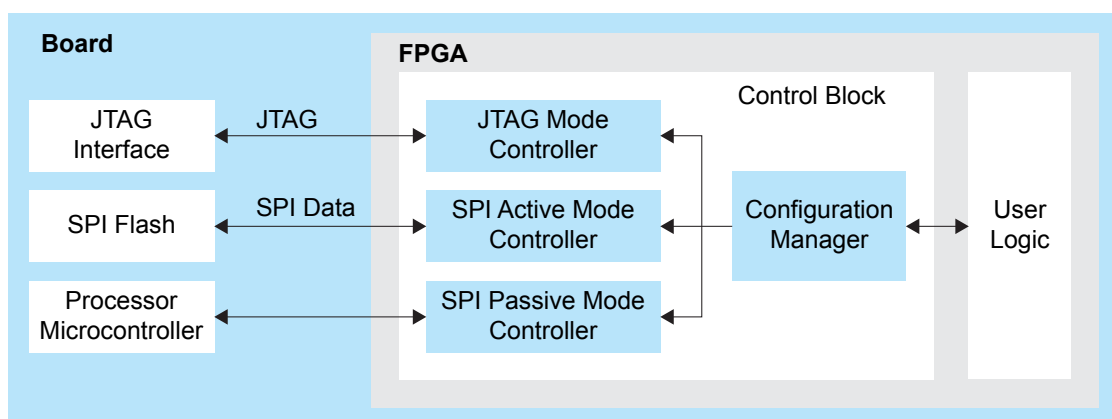 Board
FPGA
Control Block
JTAG
Interface
JTAG
JTAG Mode
Controller
SPI Flash
SPI Data
SPI Active Mode
Controller
Configuration
Manager
User
Logic
Processor
Microcontroller
SPI Passive Mode
Controller